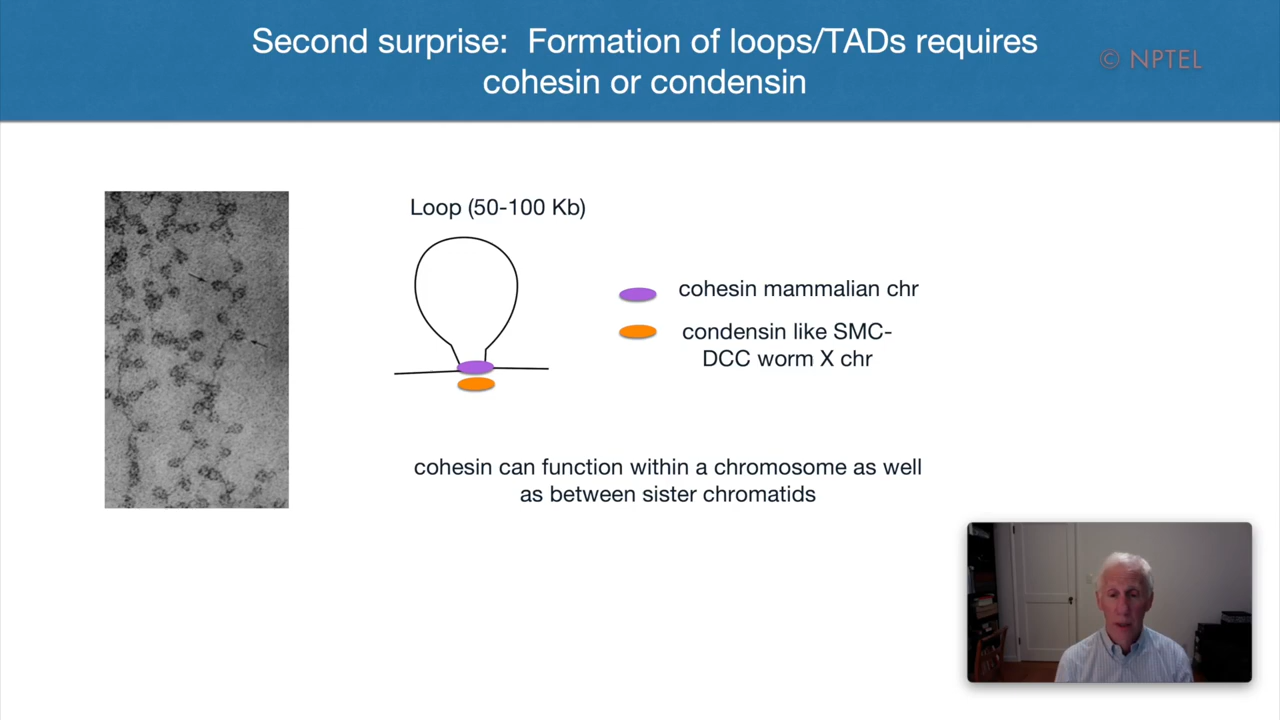 Second surprise:  Formation of loops/TADs requires
cohesin or condensin
© NPTEL
Loop (50-100 Kb)
cohesin mammalian chr
condensin like SMC-
DCC worm X chr
cohesin can function within a chromosome as well
as between sister chromatids